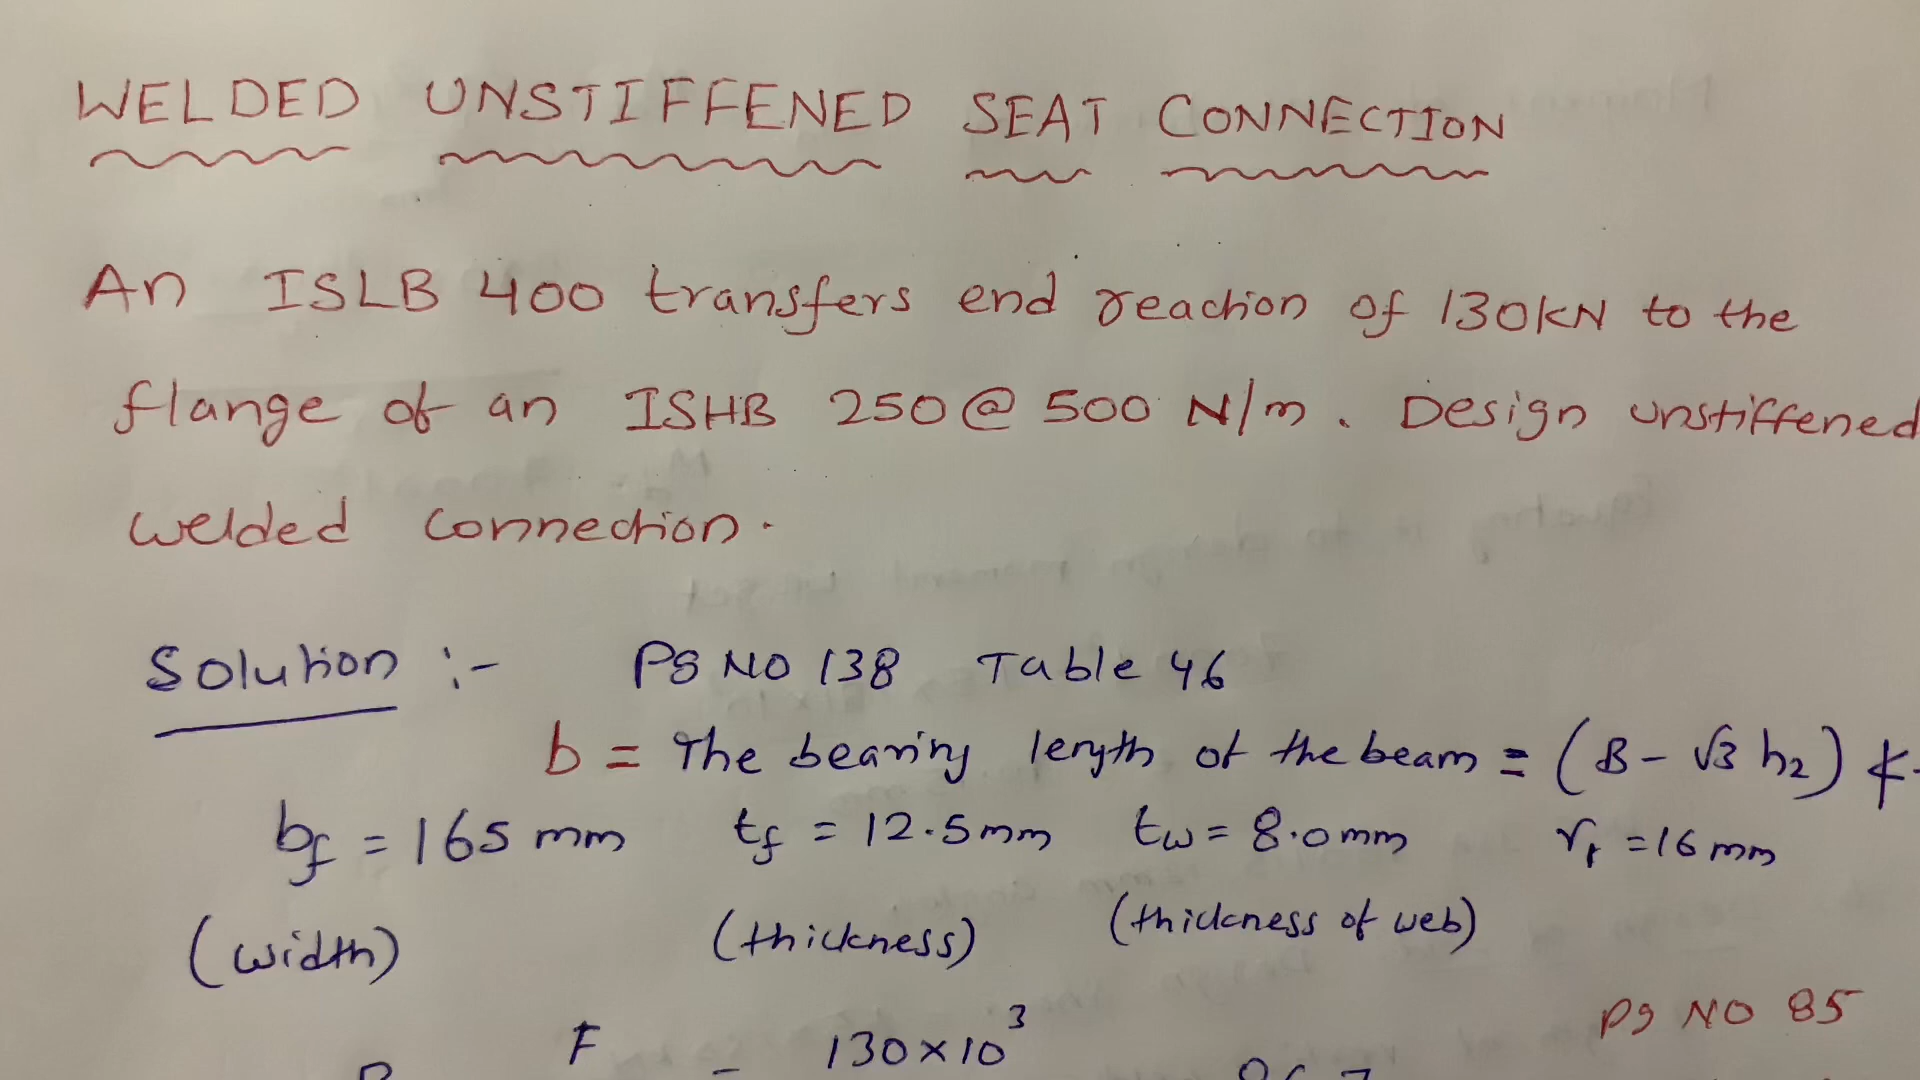 WELDED UNSTIFFENED SEAT CONNECTION
An ISLB 400 transfers end reaction of 130kN to the
flange of an ISHB 250 @ 500 N/m. Design unstiffened
welded connection.
Solution :- Pg NO 138 Table 46
b = The bearing length of the beam = (B - √3 h2)
bf = 165 mm tf = 12.5mm tw = 8.0mm = 16 mm
(width) (thickness) (thickness of web)
Pg NO 85
F = 130×10³